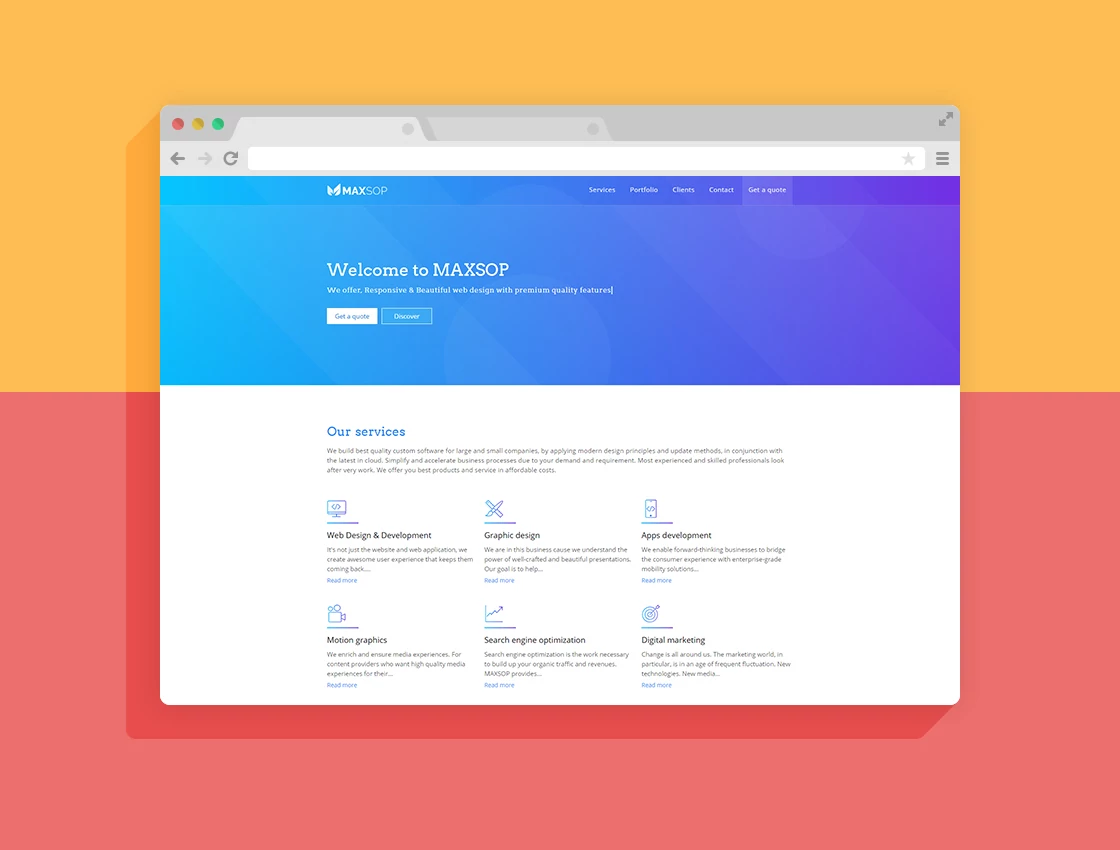 MAXSOP
Services Portfolio Clients Contact Get a quote
Welcome to MAXSOP
We offer, Responsive & Beautiful web design with premium quality features|
Get a quote Discover
Our services
We build best quality custom software for large and small companies, by applying modern design principles and update methods, in conjunction with
the latest in cloud. Simplify and accelerate business processes due to your demand and requirement. Most experienced and skilled professionals look
after very work. We offer you best products and service in affordable costs.
Web Design & Development
It's not just the website and web application, we
create awesome user experience that keeps them
coming back....
Read more
Graphic design
We are in this business cause we understand the
power of well-crafted and beautiful presentations.
Our goal is to help...
Read more
Apps development
We enable forward-thinking businesses to bridge
the consumer experience with enterprise-grade
mobility solutions...
Read more
Motion graphics
We enrich and ensure media experiences. For
content providers who want high quality media
experiences for their...
Read more
Search engine optimization
Search engine optimization is the work necessary
to build up your organic traffic and revenues.
MAXSOP provides...
Read more
Digital marketing
Change is all around us. The marketing world, in
particular, is in an age of frequent fluctuation. New
technologies. New media...
Read more